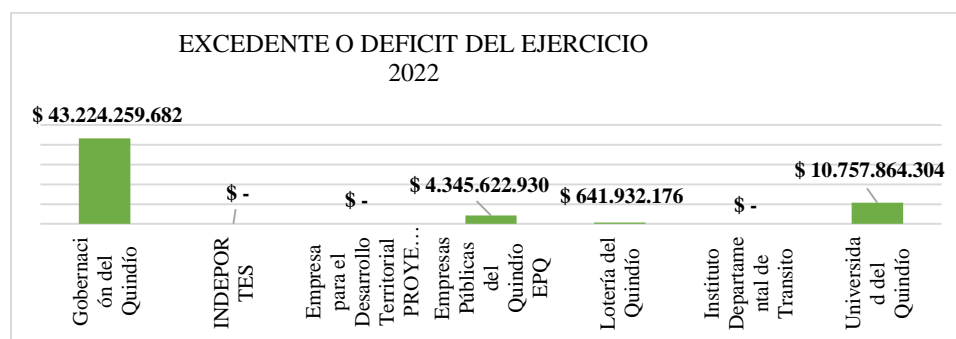 EXCEDENTE O DEFICIT DEL EJERCICIO
2022
$ 43.224.259.682
$ -
$ -
$ 4.345.622.930
$ 641.932.176
$ -
$ 10.757.864.304
Gobernaci
ón del
Quindío
INDEPOR
TES
Empresa
para el
Desarrollo
Territorial
PROYE…
Empresas
Públicas
del
Quindío
EPQ
Lotería del
Quindío
Instituto
Departame
ntal de
Transito
Universida
d del
Quindío